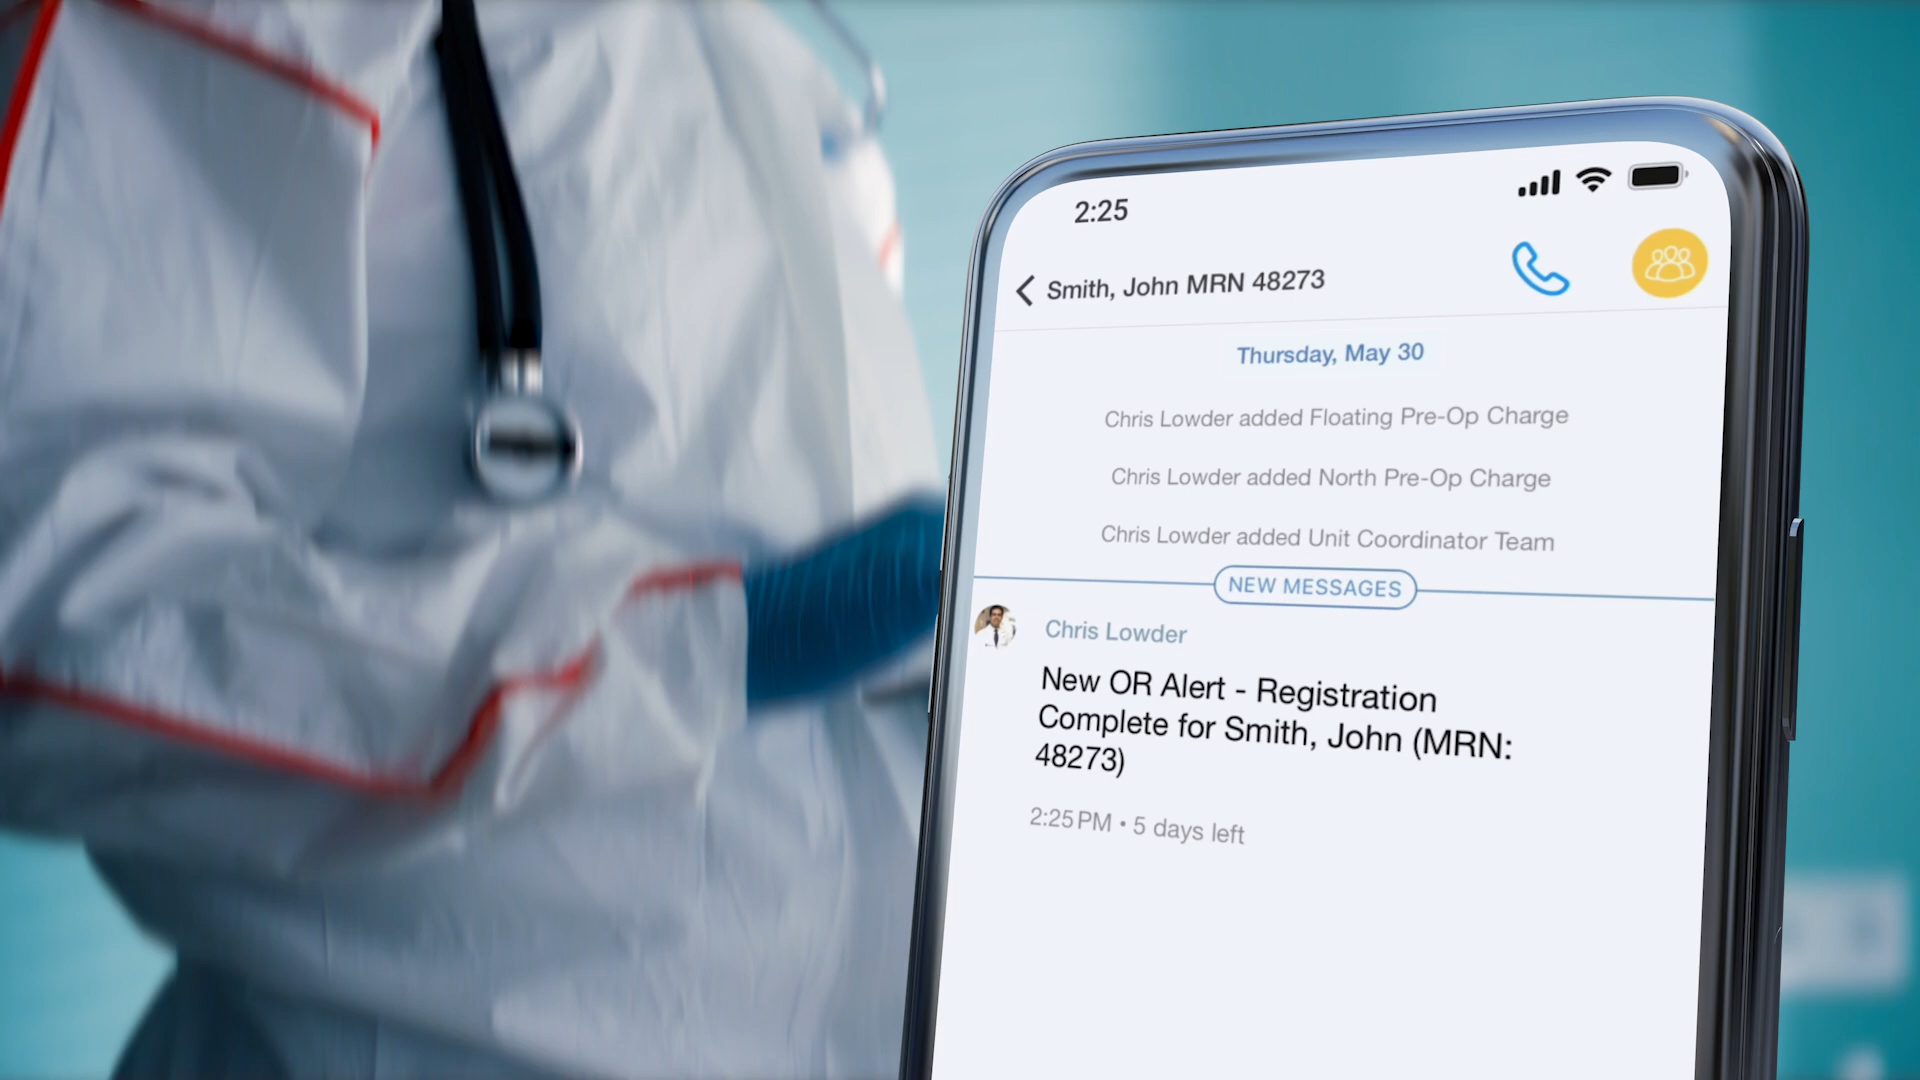 2:25
Smith, John MRN 48273
Thursday, May 30
Chris Lowder added Floating Pre-Op Charge
Chris Lowder added North Pre-Op Charge
Chris Lowder added Unit Coordinator Team
NEW MESSAGES
Chris Lowder
New OR Alert - Registration
Complete for Smith, John (MRN:
48273)
2:25 PM • 5 days left